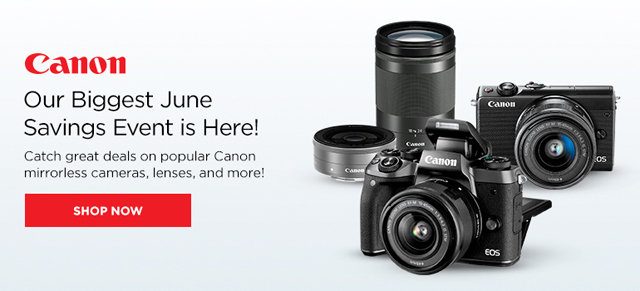 Canon
Our Biggest June
Savings Event is Here!
Catch great deals on popular Canon
mirrorless cameras, lenses, and more!
SHOP NOW
Canon
Canon
Canon
EOS
EOS